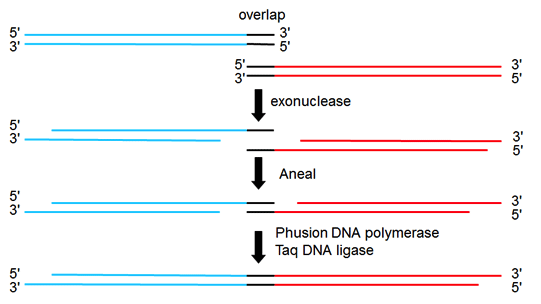 overlap
5' 3'
3' 5'
5' 3'
3' 5'
exonuclease
5'
3' 3'
5'
Aneal
5' 3'
3' 5'
Phusion DNA polymerase
Taq DNA ligase
5' 3'
3' 5'